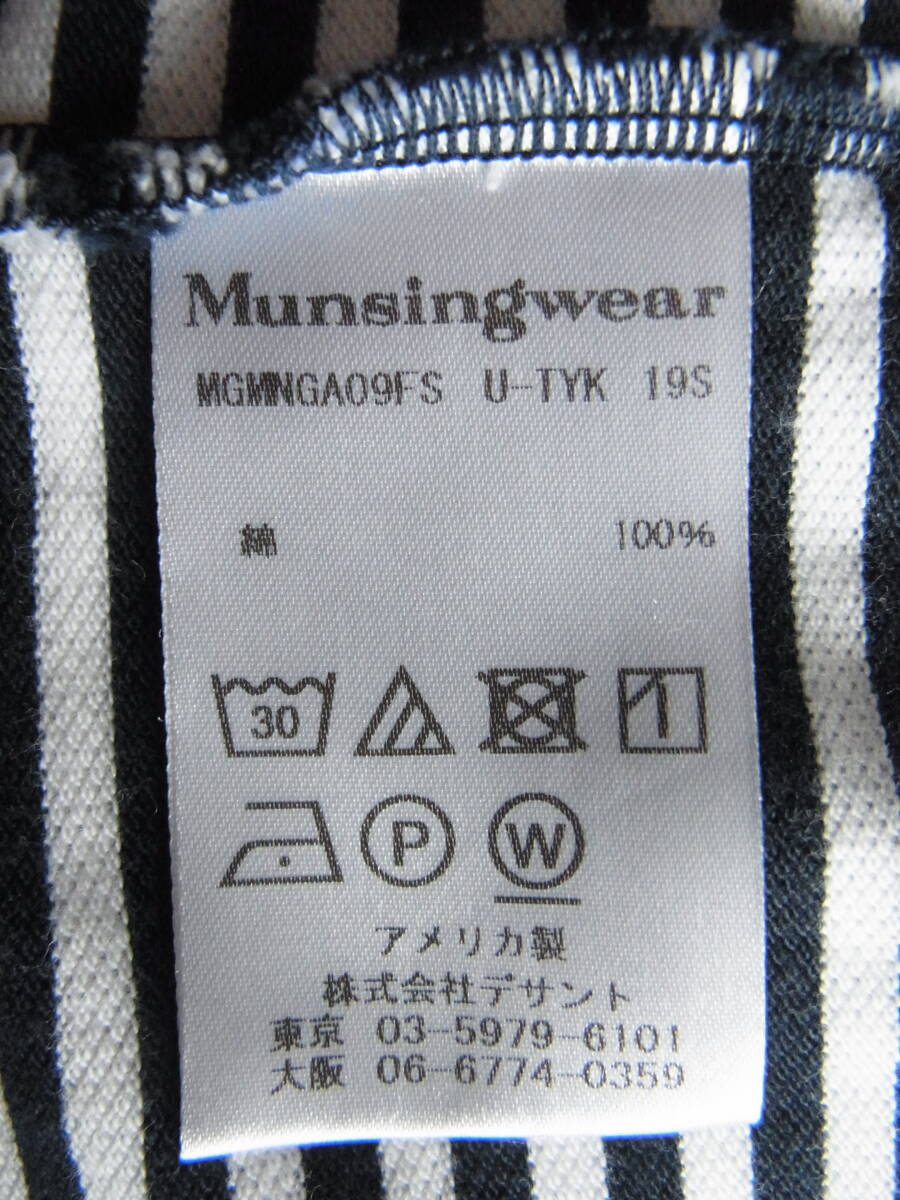 Munsingwear
MGMNGA09FS U-TYK 19S
綿 100%
30
P W
アメリカ製
株式会社デサント
東京 03-5979-6101
大阪 06-6774-0359